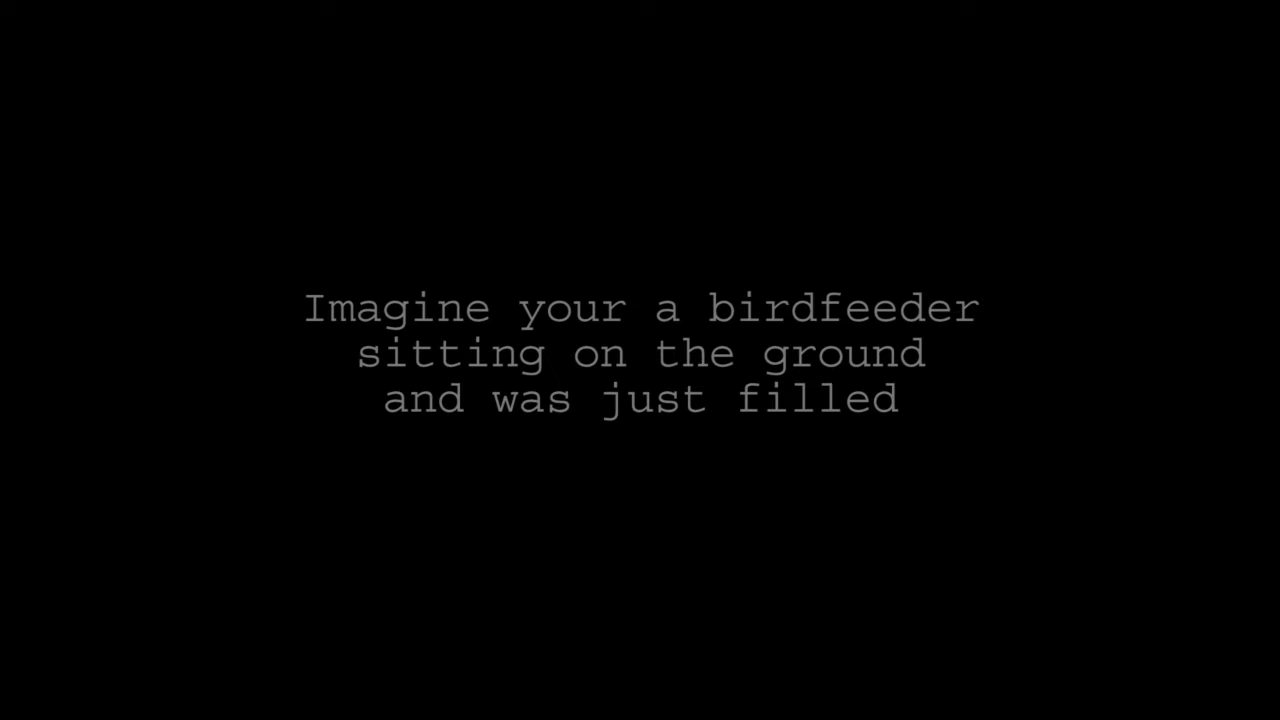 Imagine your a birdfeeder
sitting on the ground
and was just filled